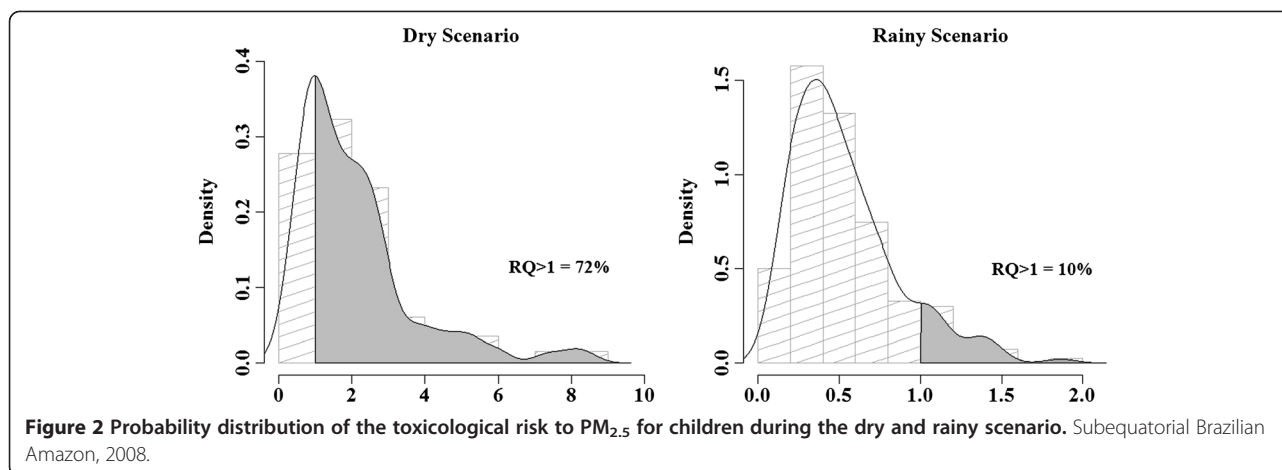 Dry Scenario
Density
0.0 0.1 0.2 0.3 0.4
RQ>1 = 72%
0 2 4 6 8 10
Rainy Scenario
Density
0.0 0.5 1.0 1.5
RQ>1 = 10%
0.0 0.5 1.0 1.5 2.0
Figure 2 Probability distribution of the toxicological risk to PM2.5 for children during the dry and rainy scenario. Subequatorial Brazilian
Amazon, 2008.